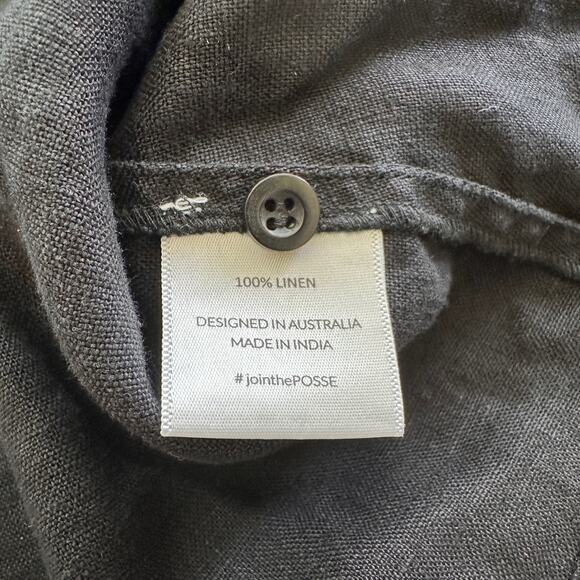 100% LINEN
DESIGNED IN AUSTRALIA
MADE IN INDIA
#jointhePOSSE